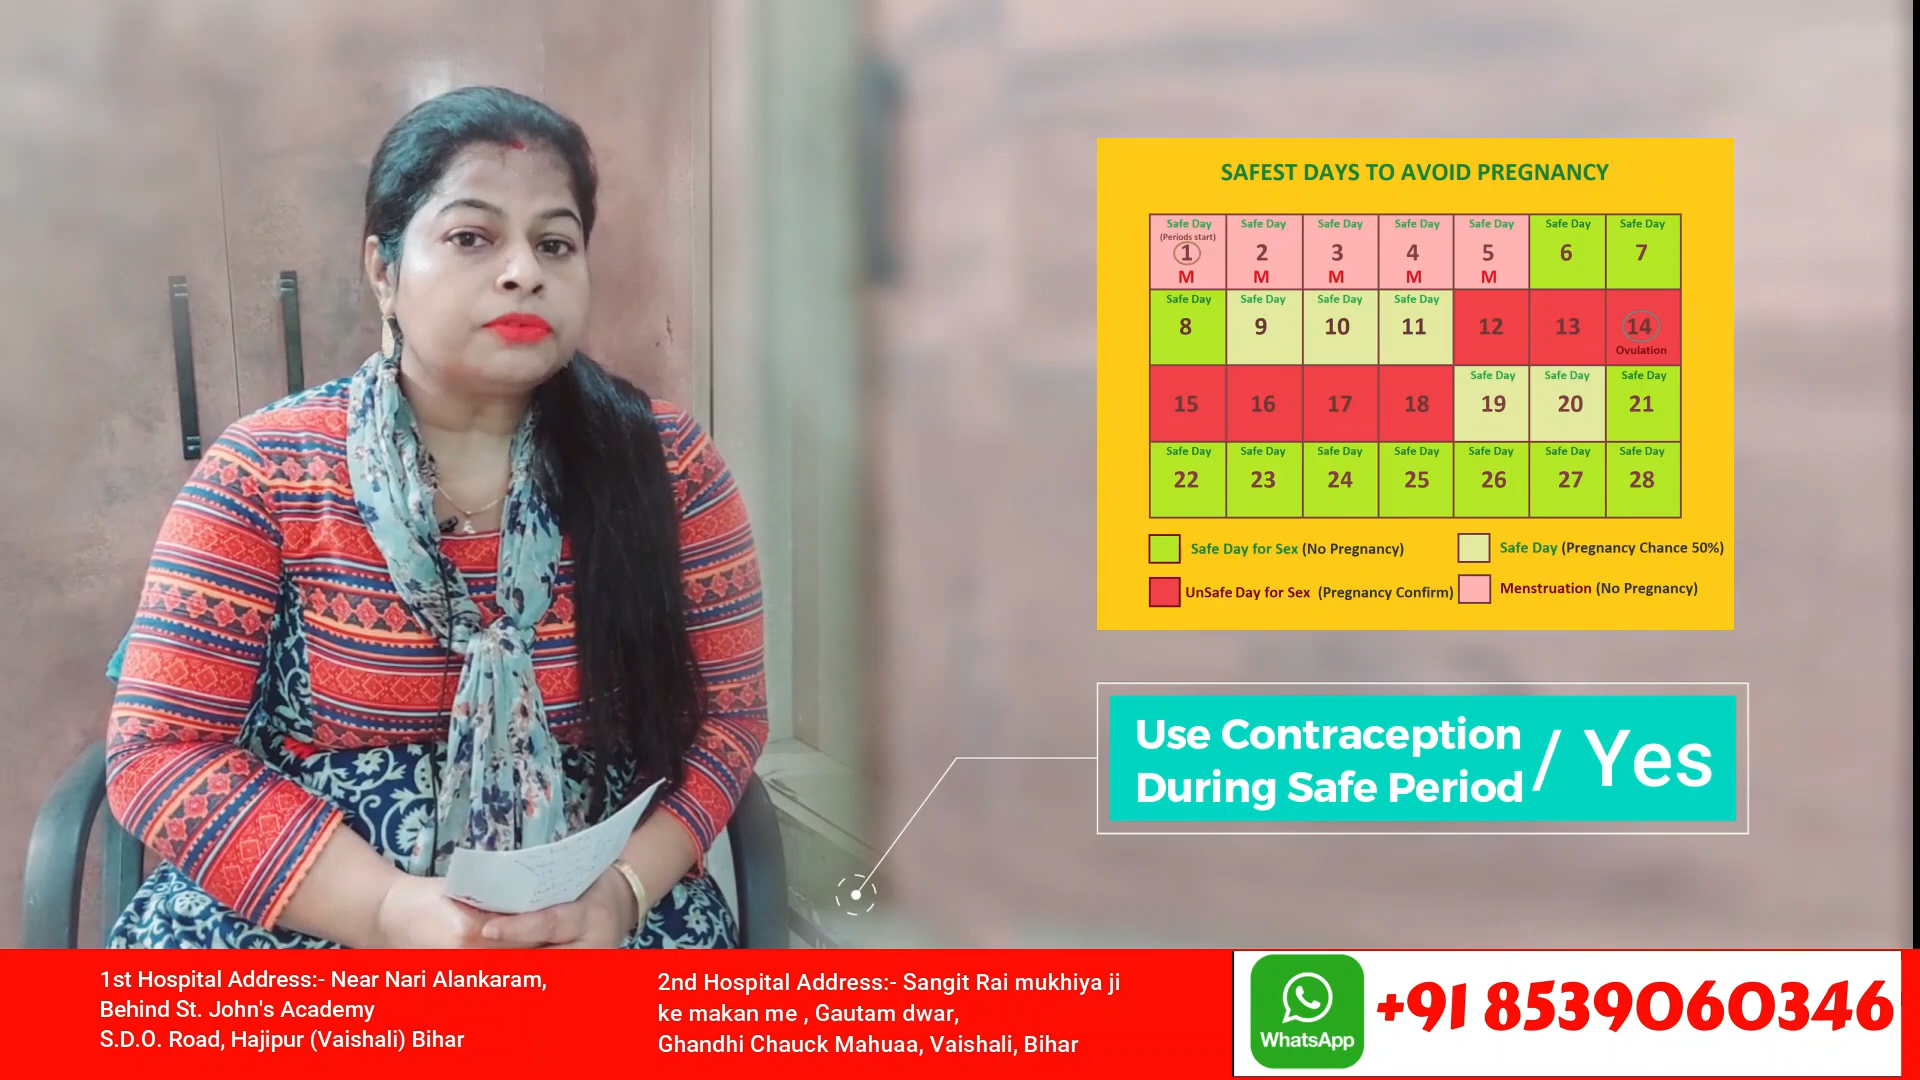 SAFEST DAYS TO AVOID PREGNANCY
Safe Day Safe Day Safe Day Safe Day Safe Day Safe Day Safe Day
(Periods start)
1 2 3 4 5 6 7
M M M M M
Safe Day Safe Day Safe Day Safe Day
8 9 10 11 12 13 14
Ovulation
Safe Day Safe Day Safe Day
15 16 17 18 19 20 21
Safe Day Safe Day Safe Day Safe Day Safe Day Safe Day Safe Day
22 23 24 25 26 27 28
Safe Day for Sex (No Pregnancy)
Safe Day (Pregnancy Chance 50%)
UnSafe Day for Sex (Pregnancy Confirm)
Menstruation (No Pregnancy)
Use Contraception
During Safe Period / Yes
1st Hospital Address:- Near Nari Alankaram,
Behind St. John's Academy
S.D.O. Road, Hajipur (Vaishali) Bihar
2nd Hospital Address:- Sangit Rai mukhiya ji
ke makan me , Gautam dwar,
Ghandhi Chauck Mahuaa, Vaishali, Bihar
WhatsApp
+91 8539060346